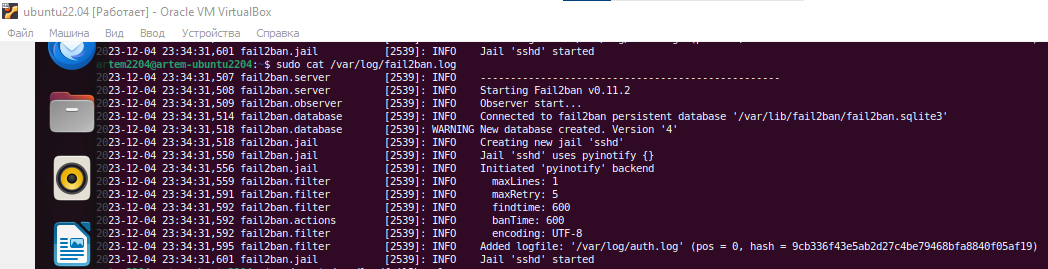 ubuntu22.04 [Работает] - Oracle VM VirtualBox
Файл Машина Вид Ввод Устройства Справка
2023-12-04 23:34:31,601 fail2ban.jail [2539]: INFO Jail 'sshd' started
artem2204@artem-ubuntu2204:~$ sudo cat /var/log/fail2ban.log
2023-12-04 23:34:31,507 fail2ban.server [2539]: INFO --------------------------------------------------
2023-12-04 23:34:31,508 fail2ban.server [2539]: INFO Starting Fail2ban v0.11.2
2023-12-04 23:34:31,509 fail2ban.observer [2539]: INFO Observer start...
2023-12-04 23:34:31,514 fail2ban.database [2539]: INFO Connected to fail2ban persistent database '/var/lib/fail2ban/fail2ban.sqlite3'
2023-12-04 23:34:31,518 fail2ban.database [2539]: WARNING New database created. Version '4'
2023-12-04 23:34:31,518 fail2ban.jail [2539]: INFO Creating new jail 'sshd'
2023-12-04 23:34:31,550 fail2ban.jail [2539]: INFO Jail 'sshd' uses pyinotify {}
2023-12-04 23:34:31,556 fail2ban.jail [2539]: INFO Initiated 'pyinotify' backend
2023-12-04 23:34:31,559 fail2ban.filter [2539]: INFO maxLines: 1
2023-12-04 23:34:31,591 fail2ban.filter [2539]: INFO maxRetry: 5
2023-12-04 23:34:31,592 fail2ban.filter [2539]: INFO findtime: 600
2023-12-04 23:34:31,592 fail2ban.actions [2539]: INFO banTime: 600
2023-12-04 23:34:31,592 fail2ban.filter [2539]: INFO encoding: UTF-8
2023-12-04 23:34:31,595 fail2ban.filter [2539]: INFO Added logfile: '/var/log/auth.log' (pos = 0, hash = 9cb336f43e5ab2d27c4be79468bfa8840f05af19)
2023-12-04 23:34:31,601 fail2ban.jail [2539]: INFO Jail 'sshd' started